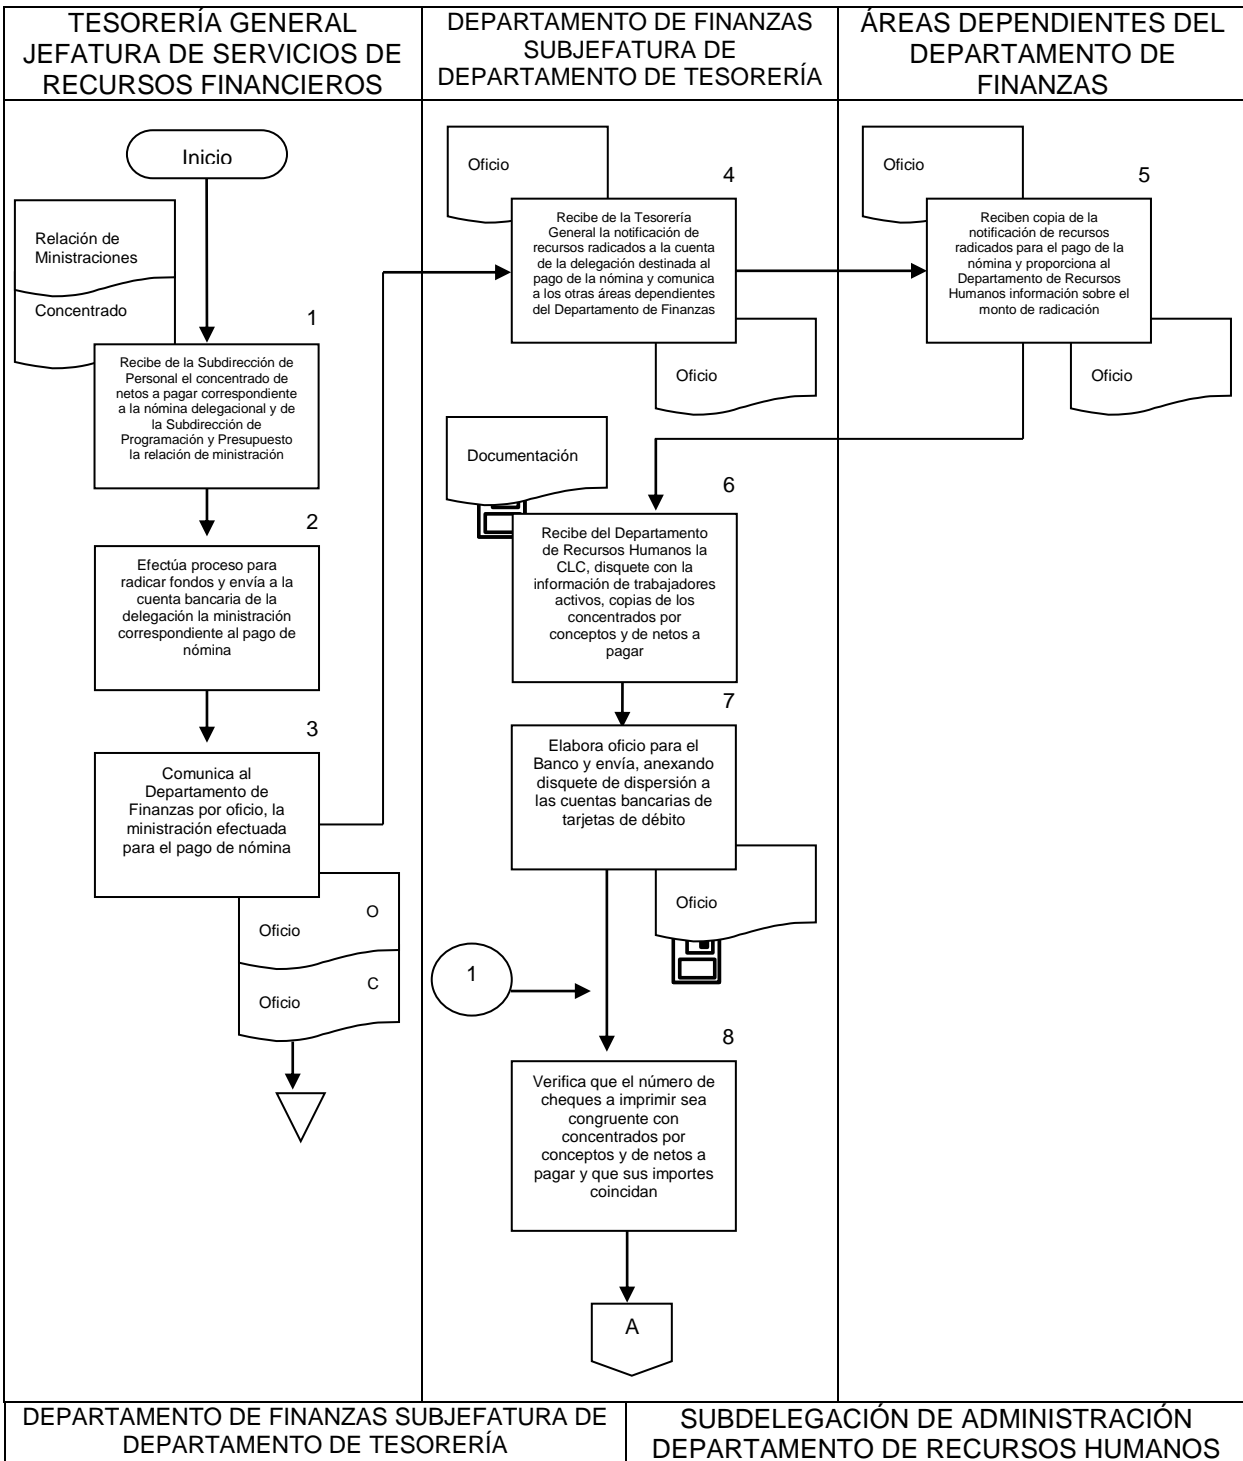 TESORERÍA GENERAL
JEFATURA DE SERVICIOS DE
RECURSOS FINANCIEROS
DEPARTAMENTO DE FINANZAS
SUBJEFATURA DE
DEPARTAMENTO DE TESORERÍA
ÁREAS DEPENDIENTES DEL
DEPARTAMENTO DE
FINANZAS
Inicio
Relación de
Ministraciones
Concentrado
1
Recibe de la Subdirección de
Personal el concentrado de
netos a pagar correspondiente
a la nómina delegacional y de
la Subdirección de
Programación y Presupuesto
la relación de ministración
2
Efectúa proceso para
radicar fondos y envía a la
cuenta bancaria de la
delegación la ministración
correspondiente al pago de
nómina
3
Comunica al
Departamento de
Finanzas por oficio, la
ministración efectuada
para el pago de nómina
O
Oficio
C
Oficio
Oficio
4
Recibe de la Tesorería
General la notificación de
recursos radicados a la cuenta
de la delegación destinada al
pago de la nómina y comunica
a los otras áreas dependientes
del Departamento de Finanzas
Oficio
Oficio
5
Reciben copia de la
notificación de recursos
radicados para el pago de la
nómina y proporciona al
Departamento de Recursos
Humanos información sobre el
monto de radicación
Oficio
Documentación
6
Recibe del Departamento
de Recursos Humanos la
CLC, disquete con la
información de trabajadores
activos, copias de los
concentrados por
conceptos y de netos a
pagar
7
Elabora oficio para el
Banco y envía, anexando
disquete de dispersión a
las cuentas bancarias de
tarjetas de débito
Oficio
1
8
Verifica que el número de
cheques a imprimir sea
congruente con
concentrados por
conceptos y de netos a
pagar y que sus importes
coincidan
A
DEPARTAMENTO DE FINANZAS SUBJEFATURA DE
DEPARTAMENTO DE TESORERÍA
SUBDELEGACIÓN DE ADMINISTRACIÓN
DEPARTAMENTO DE RECURSOS HUMANOS